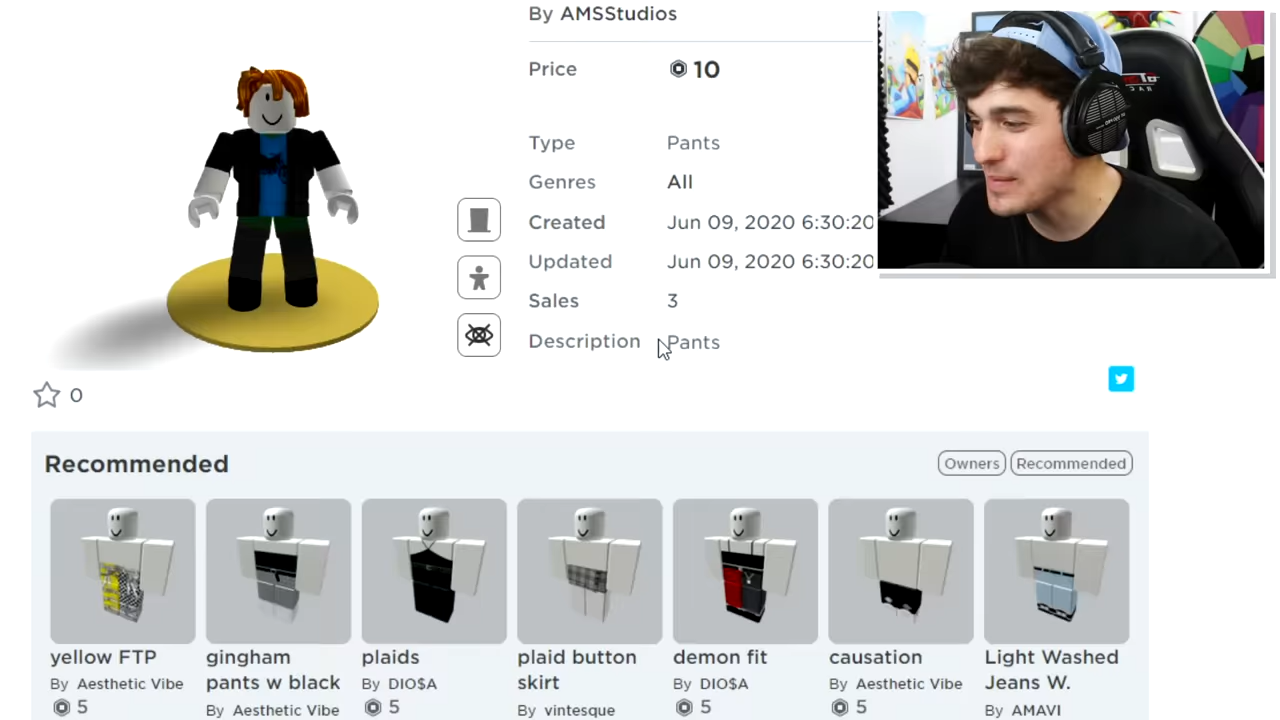 By AMSStudios
Price 10
Type Pants
Genres All
Created Jun 09, 2020 6:30:20
Updated Jun 09, 2020 6:30:20
Sales 3
Description Pants
0
Recommended
Owners Recommended
yellow FTP
By Aesthetic Vibe
5
gingham
pants w black
By Aesthetic Vibe
plaids
By DIO$A
5
plaid button
skirt
By vintesque
demon fit
By DIO$A
5
causation
By Aesthetic Vibe
5
Light Washed
Jeans W.
By AMAVI